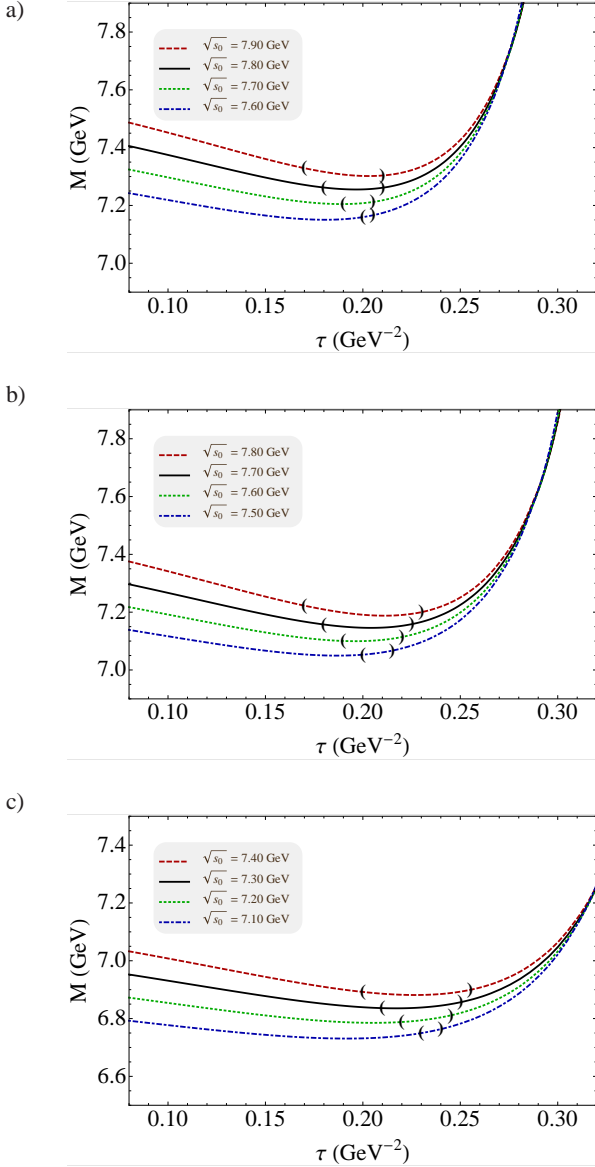 a)
7.8
7.6
7.4
7.2
7.0
M (GeV)
√s₀ = 7.90 GeV
√s₀ = 7.80 GeV
√s₀ = 7.70 GeV
√s₀ = 7.60 GeV
0.10 0.15 0.20 0.25 0.30
τ (GeV⁻²)
b)
7.8
7.6
7.4
7.2
7.0
M (GeV)
√s₀ = 7.80 GeV
√s₀ = 7.70 GeV
√s₀ = 7.60 GeV
√s₀ = 7.50 GeV
0.10 0.15 0.20 0.25 0.30
τ (GeV⁻²)
c)
7.4
7.2
7.0
6.8
6.6
M (GeV)
√s₀ = 7.40 GeV
√s₀ = 7.30 GeV
√s₀ = 7.20 GeV
√s₀ = 7.10 GeV
0.10 0.15 0.20 0.25 0.30
τ (GeV⁻²)